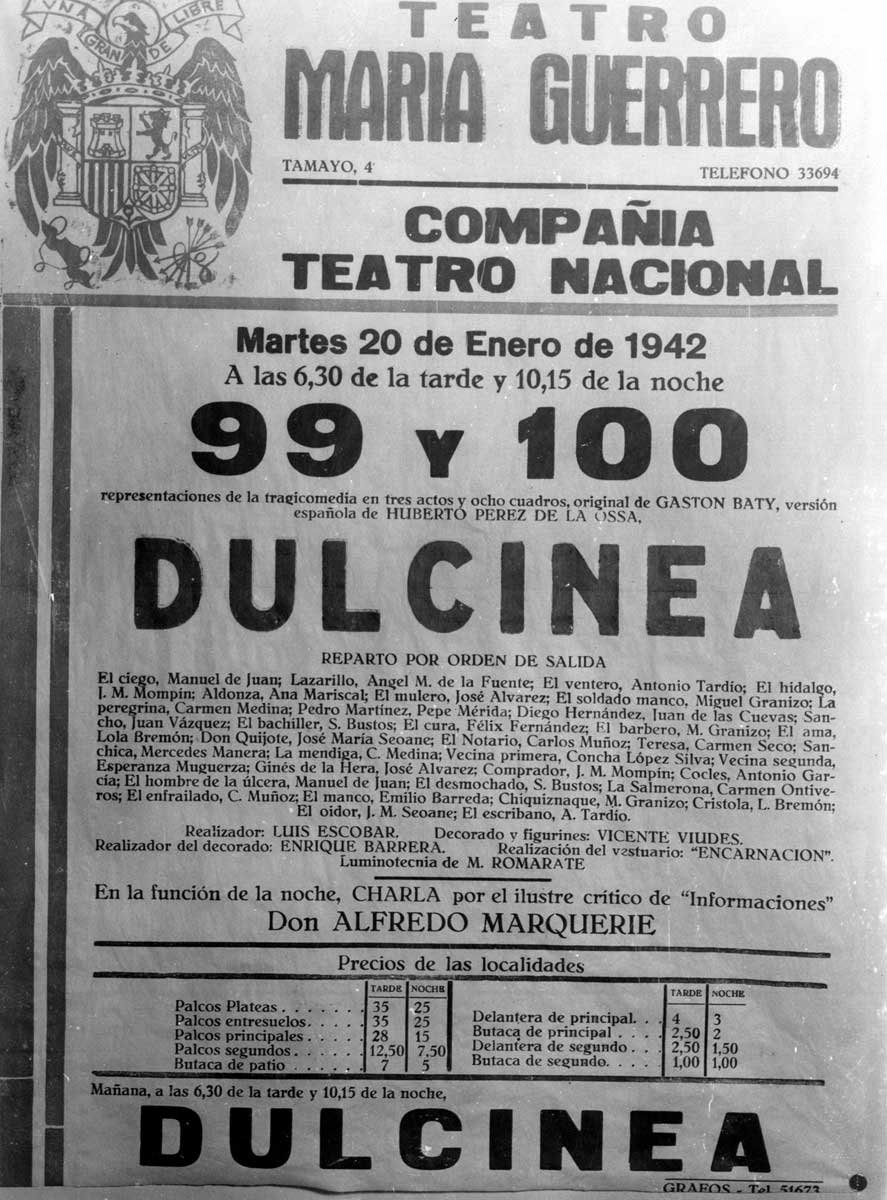 UNA GRANDE LIBRE
TEATRO
MARIA GUERRERO
TAMAYO, 4
TELEFONO 33694
COMPAÑIA
TEATRO NACIONAL
Martes 20 de Enero de 1942
A las 6,30 de la tarde y 10,15 de la noche
99 Y 100
representaciones de la tragicomedia en tres actos y ocho cuadros, original de GASTON BATY, versión
española de HUBERTO PEREZ DE LA OSSA,
DULCINEA
REPARTO POR ORDEN DE SALIDA
El ciego, Manuel de Juan; Lazarillo, Angel M. de la Fuente; El ventero, Antonio Tardío; El hidalgo,
J. M. Mompín; Aldonza, Ana Mariscal; El mulero, José Alvarez; El soldado manco, Miguel Granizo; La
peregrina, Carmen Medina; Pedro Martínez, Pepe Mérida; Diego Hernández, Juan de las Cuevas; San-
cho, Juan Vázquez; El bachiller, S. Bustos; El cura, Félix Fernández; El barbero, M. Granizo; El ama,
Lola Bremón; Don Quijote, José María Seoane; El Notario, Carlos Muñoz; Teresa, Carmen Seco; San-
chica, Mercedes Manera; La mendiga, C. Medina; Vecina primera, Concha López Silva; Vecina segunda,
Esperanza Muguerza; Ginés de la Hera, José Alvarez; Comprador, J. M. Mompín; Cocles, Antonio Gar-
cía; El hombre de la úlcera, Manuel de Juan; El desmochado, S. Bustos; La Salmerona, Carmen Ontive-
ros; El enfrailado, C. Muñoz; El manco, Emilio Barreda; Chiquiznaque, M. Granizo; Cristola, L. Bremón;
El oidor, J. M. Seoane; El escribano, A. Tardío.
Realizador: LUIS ESCOBAR. Decorado y figurines: VICENTE VIUDES.
Realizador del decorado: ENRIQUE BARRERA. Realización del vestuario: "ENCARNACION".
Luminotecnia de M. ROMARATE
En la función de la noche, CHARLA por el ilustre crítico de "Informaciones"
Don ALFREDO MARQUERIE
Precios de las localidades
TARDE NOCHE
Palcos Plateas . . . . . . . 35 25
Palcos entresuelos. . . . . 35 25
Palcos principales . . . . . 28 15
Palcos segundos . . . . . . 12,50 7,50
Butaca de patio . . . . . . 7 5
TARDE NOCHE
Delantera de principal. . . 4 3
Butaca de principal . . . . 2,50 2
Delantera de segundo . . . 2,50 1,50
Butaca de segundo. . . . . 1,00 1,00
Mañana, a las 6,30 de la tarde y 10,15 de la noche,
DULCINEA
GRAFOS - Tel. 51673